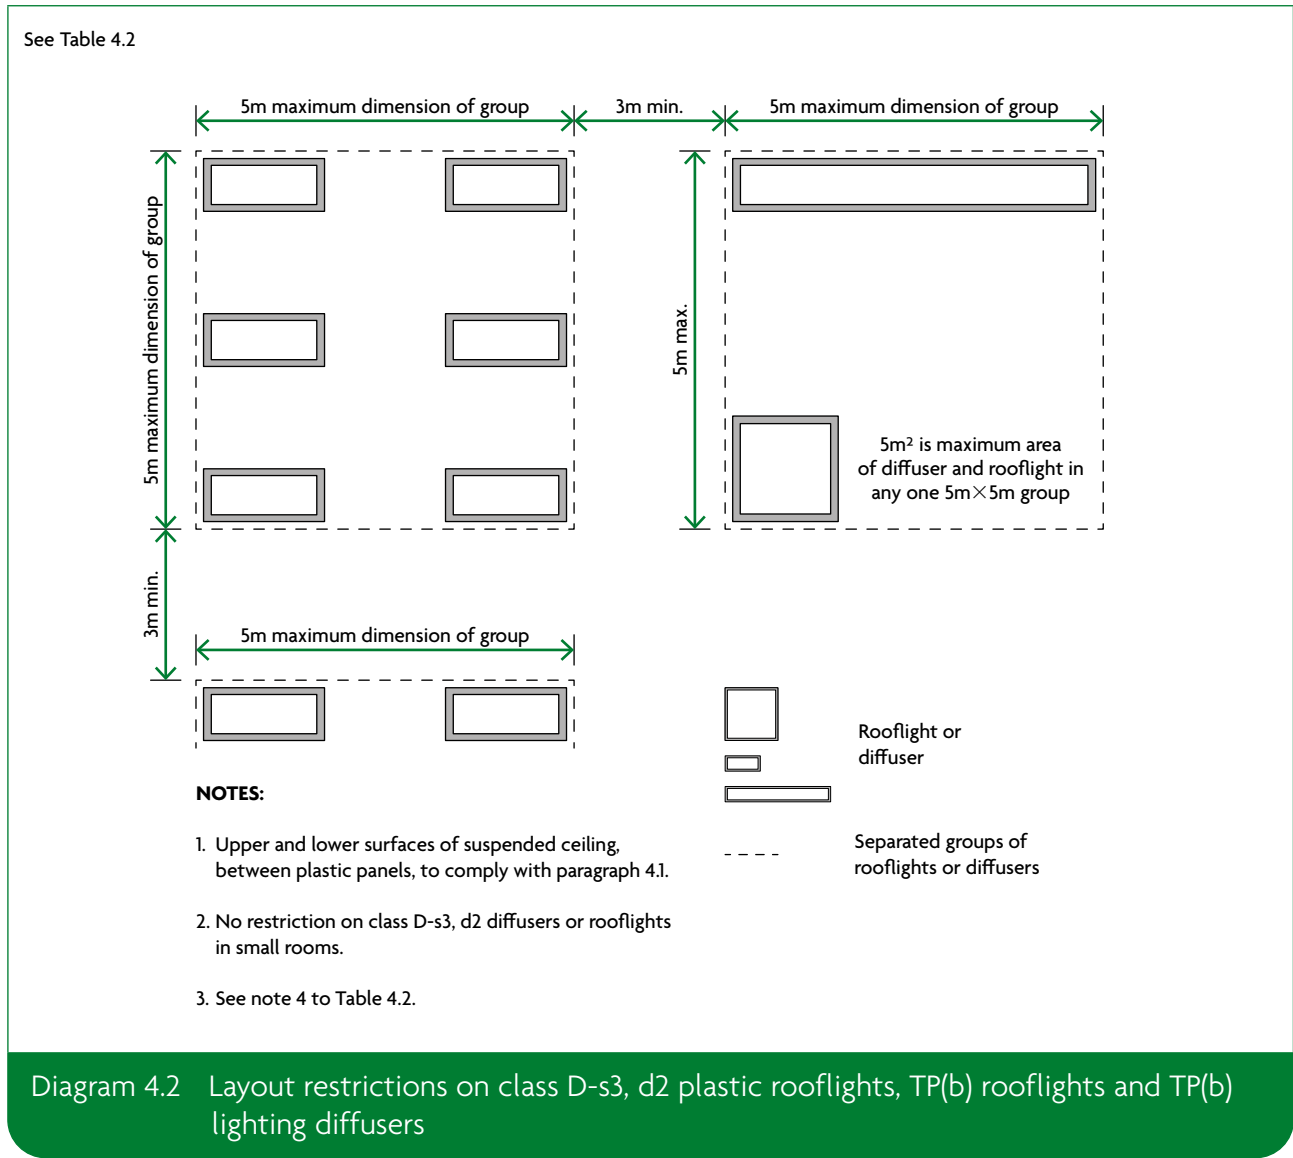 See Table 4.2
5m maximum dimension of group
3m min.
5m maximum dimension of group
5m maximum dimension of group
5m max.
5m² is maximum area
of diffuser and rooflight in
any one 5m×5m group
3m min.
5m maximum dimension of group
Rooflight or
diffuser
Separated groups of
rooflights or diffusers
NOTES:
1. Upper and lower surfaces of suspended ceiling,
between plastic panels, to comply with paragraph 4.1.
2. No restriction on class D-s3, d2 diffusers or rooflights
in small rooms.
3. See note 4 to Table 4.2.
Diagram 4.2 Layout restrictions on class D-s3, d2 plastic rooflights, TP(b) rooflights and TP(b)
lighting diffusers